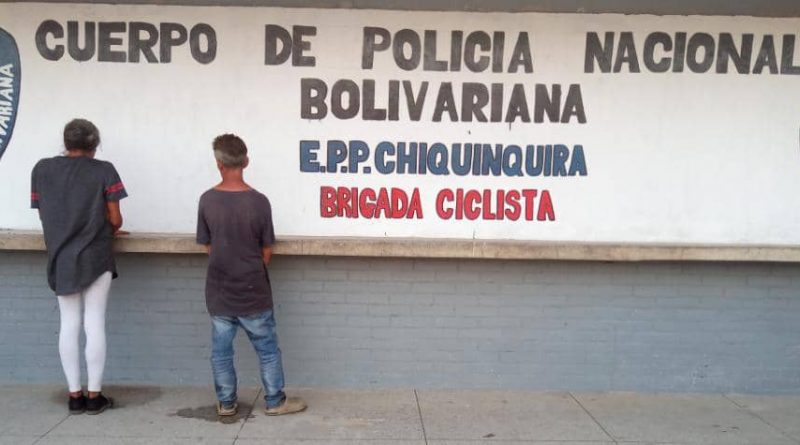 CUERPO DE POLICIA NACIONAL
BOLIVARIANA
E.P.P. CHIQUINQUIRA
BRIGADA CICLISTA